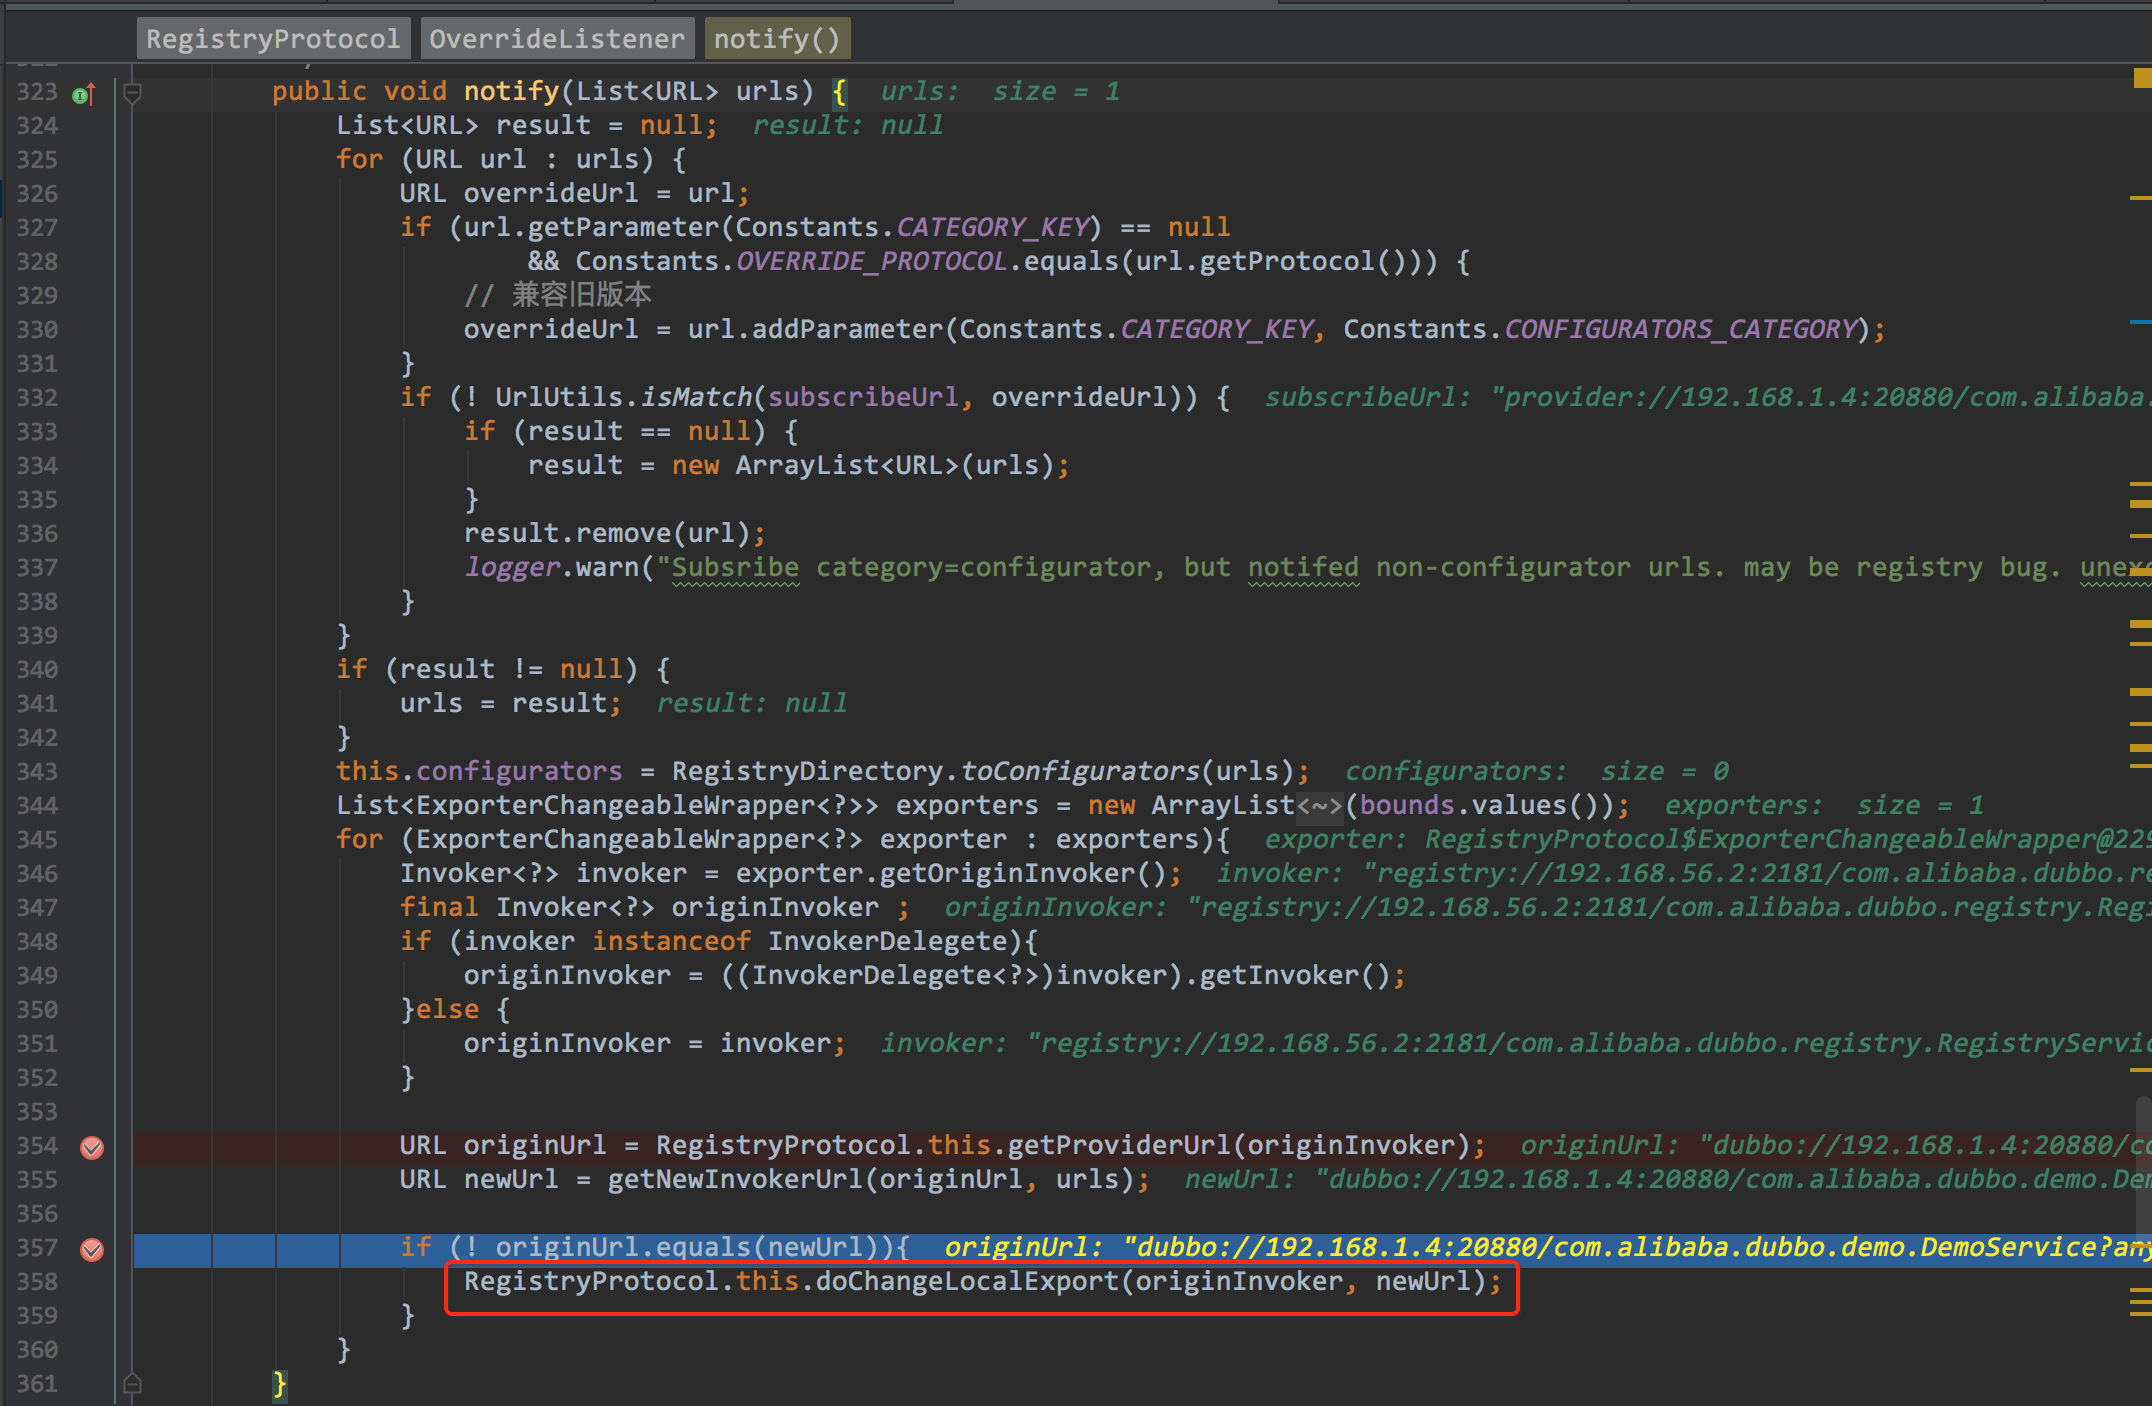 RegistryProtocol OverrideListener notify()
323 public void notify(List<URL> urls) { urls: size = 1
324 List<URL> result = null; result: null
325 for (URL url : urls) {
326 URL overrideUrl = url;
327 if (url.getParameter(Constants.CATEGORY_KEY) == null
328 && Constants.OVERRIDE_PROTOCOL.equals(url.getProtocol())) {
329 // 兼容旧版本
330 overrideUrl = url.addParameter(Constants.CATEGORY_KEY, Constants.CONFIGURATORS_CATEGORY);
331 }
332 if (! UrlUtils.isMatch(subscribeUrl, overrideUrl)) { subscribeUrl: "provider://192.168.1.4:20880/com.alibaba.
333 if (result == null) {
334 result = new ArrayList<URL>(urls);
335 }
336 result.remove(url);
337 logger.warn("Subsribe category=configurator, but notifed non-configurator urls. may be registry bug. unex
338 }
339 }
340 if (result != null) {
341 urls = result; result: null
342 }
343 this.configurators = RegistryDirectory.toConfigurators(urls); configurators: size = 0
344 List<ExporterChangeableWrapper<?>> exporters = new ArrayList<~>(bounds.values()); exporters: size = 1
345 for (ExporterChangeableWrapper<?> exporter : exporters){ exporter: RegistryProtocol$ExporterChangeableWrapper@229
346 Invoker<?> invoker = exporter.getOriginInvoker(); invoker: "registry://192.168.56.2:2181/com.alibaba.dubbo.re
347 final Invoker<?> originInvoker ; originInvoker: "registry://192.168.56.2:2181/com.alibaba.dubbo.registry.Regi
348 if (invoker instanceof InvokerDelegete){
349 originInvoker = ((InvokerDelegete<?>)invoker).getInvoker();
350 }else {
351 originInvoker = invoker; invoker: "registry://192.168.56.2:2181/com.alibaba.dubbo.registry.RegistryServic
352 }
353
354 URL originUrl = RegistryProtocol.this.getProviderUrl(originInvoker); originUrl: "dubbo://192.168.1.4:20880/co
355 URL newUrl = getNewInvokerUrl(originUrl, urls); newUrl: "dubbo://192.168.1.4:20880/com.alibaba.dubbo.demo.Dem
356
357 if (! originUrl.equals(newUrl)){ originUrl: "dubbo://192.168.1.4:20880/com.alibaba.dubbo.demo.DemoService?any
358 RegistryProtocol.this.doChangeLocalExport(originInvoker, newUrl);
359 }
360 }
361 }